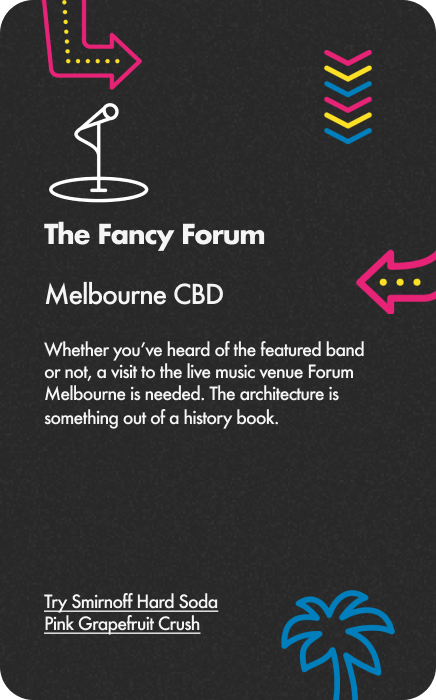 The Fancy Forum
Melbourne CBD
Whether you’ve heard of the featured band
or not, a visit to the live music venue Forum
Melbourne is needed. The architecture is
something out of a history book.
Try Smirnoff Hard Soda
Pink Grapefruit Crush